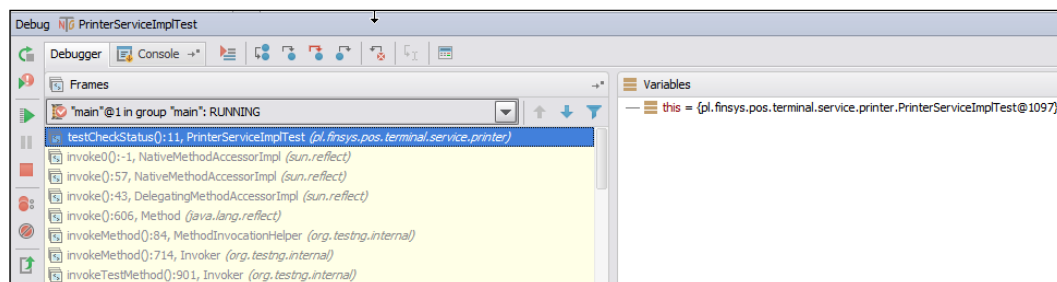 Debug NG PrinterServiceImplTest
Debugger Console
Frames
Variables
"main"@1 in group "main": RUNNING
this = {pl.finsys.pos.terminal.service.printer.PrinterServiceImplTest@1097}
testCheckStatus():11, PrinterServiceImplTest (pl.finsys.pos.terminal.service.printer)
invoke0():-1, NativeMethodAccessorImpl (sun.reflect)
invoke():57, NativeMethodAccessorImpl (sun.reflect)
invoke():43, DelegatingMethodAccessorImpl (sun.reflect)
invoke():606, Method (java.lang.reflect)
invokeMethod():84, MethodInvocationHelper (org.testng.internal)
invokeMethod():714, Invoker (org.testng.internal)
invokeTestMethod():901, Invoker (org.testng.internal)